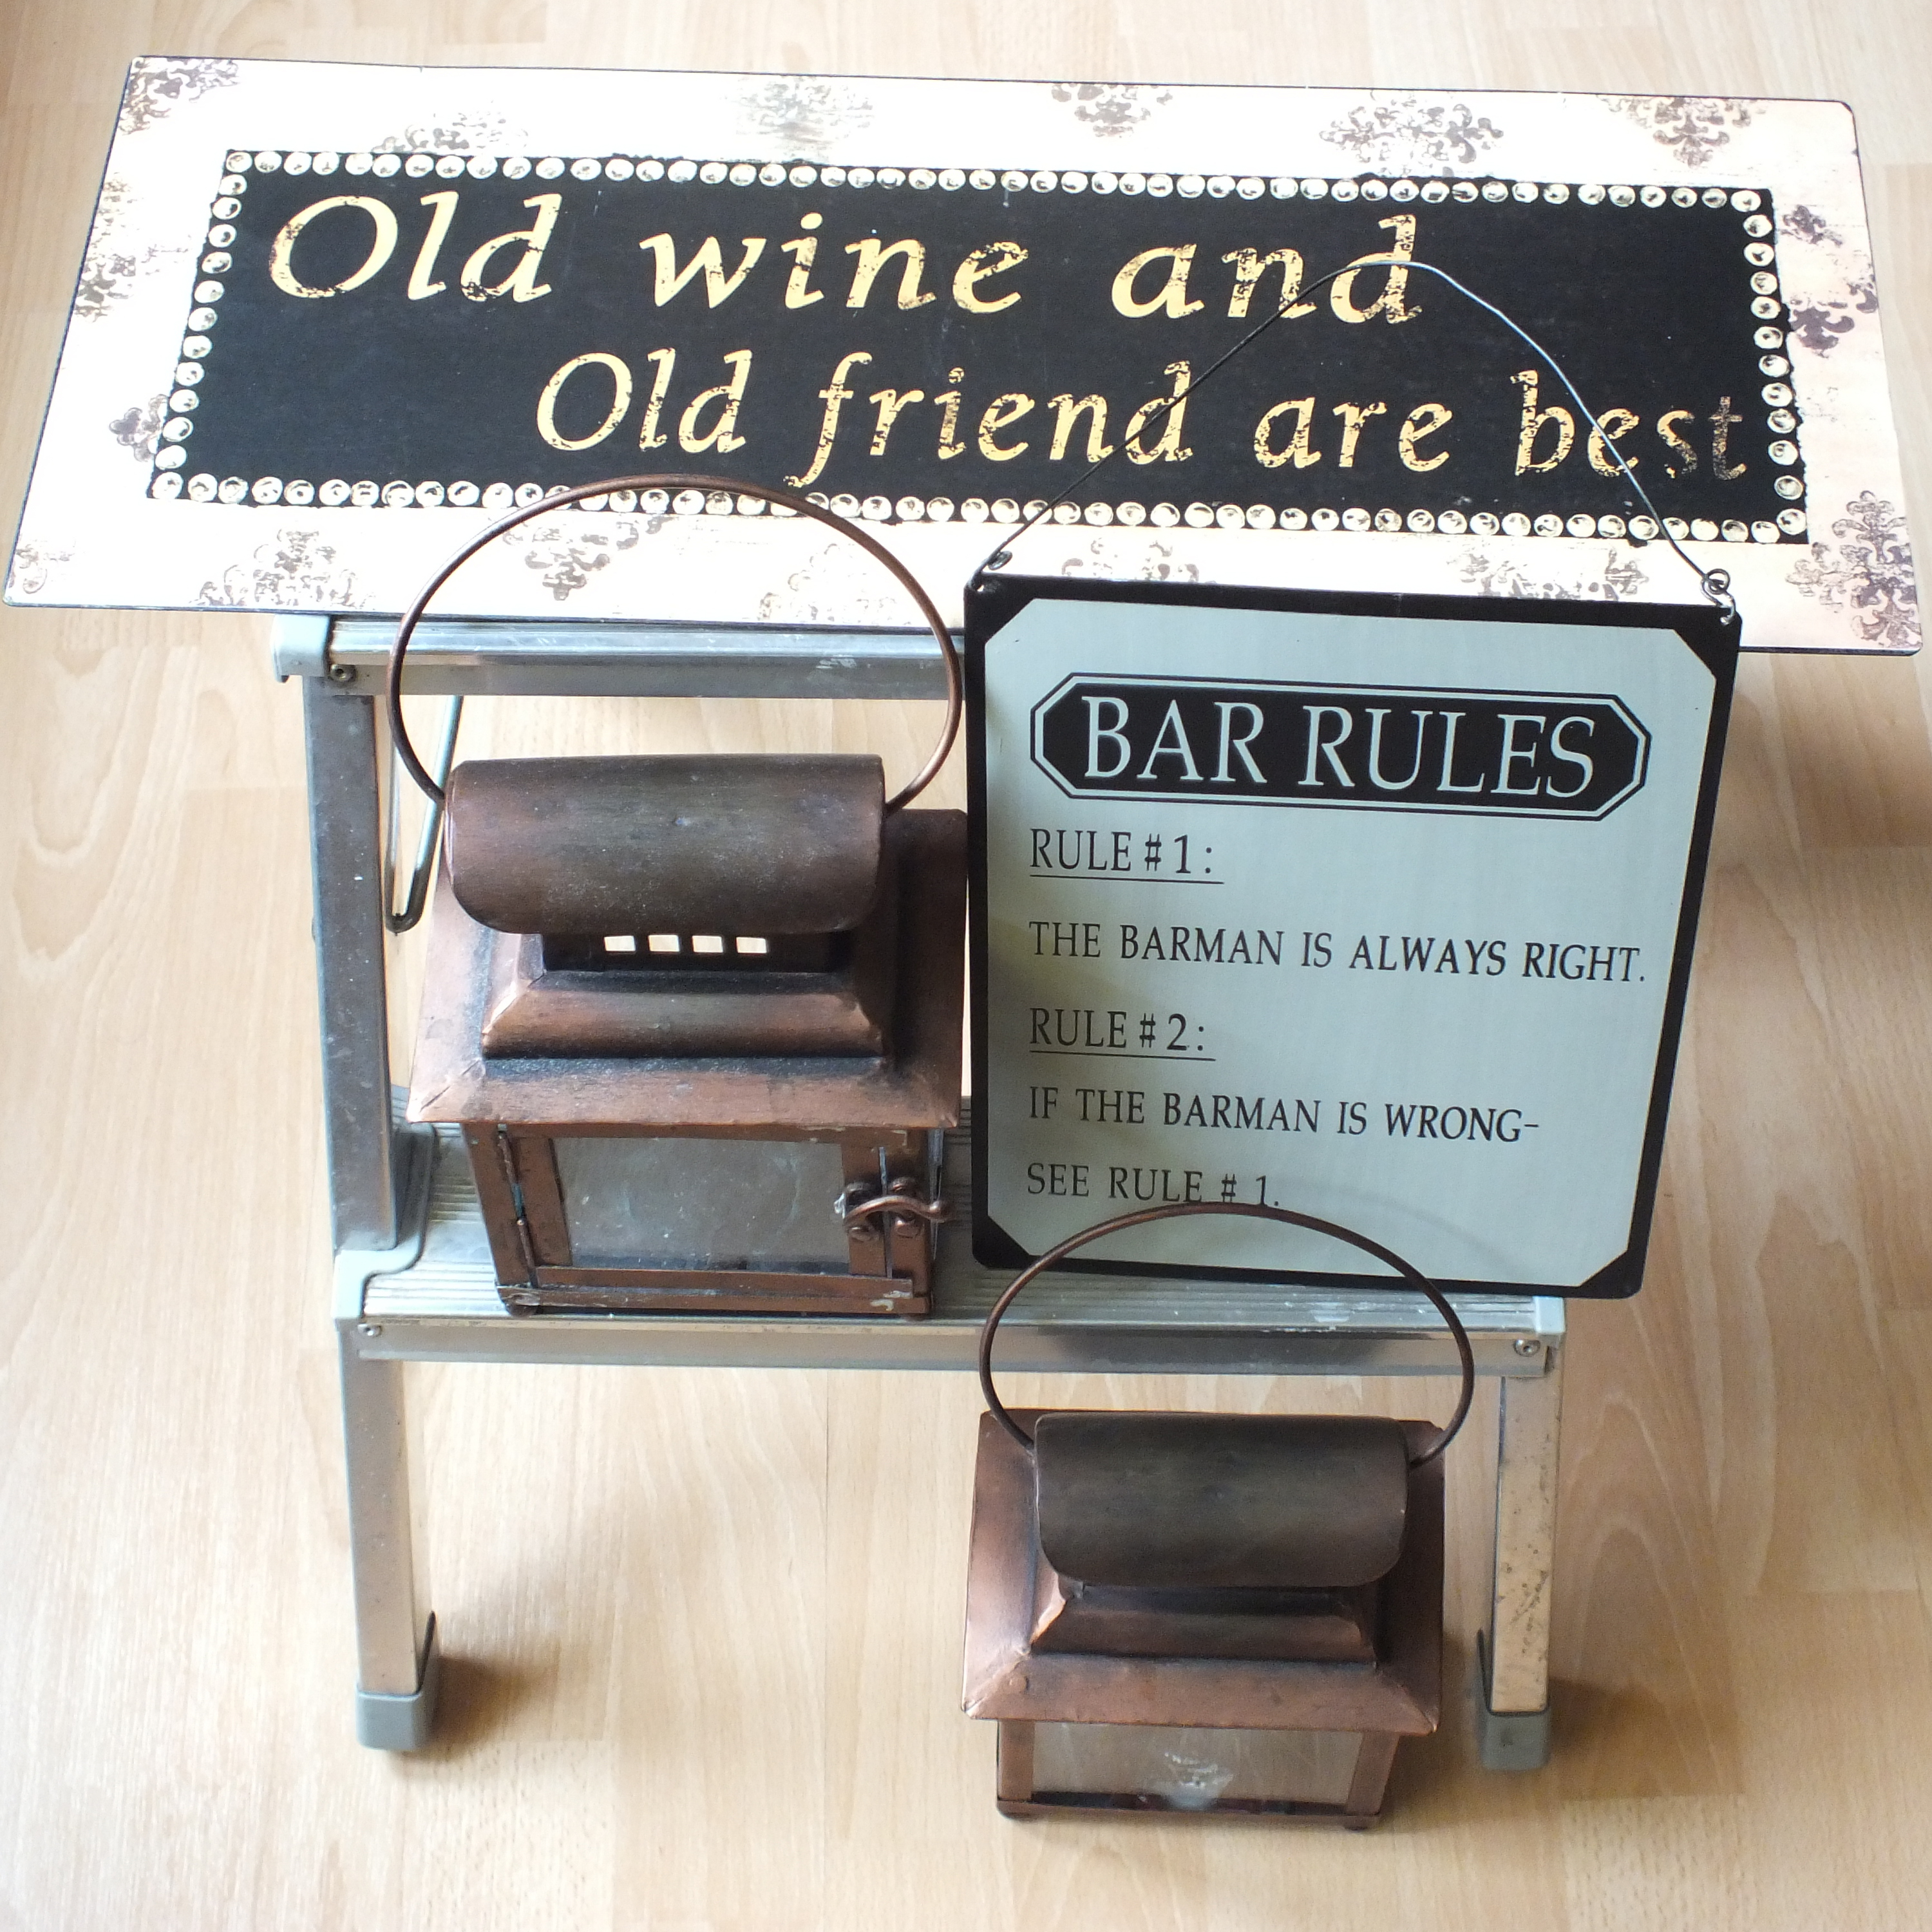 Old wine and
Old friend are best
BAR RULES
RULE # 1 :
THE BARMAN IS ALWAYS RIGHT.
RULE # 2 :
IF THE BARMAN IS WRONG-
SEE RULE # 1.